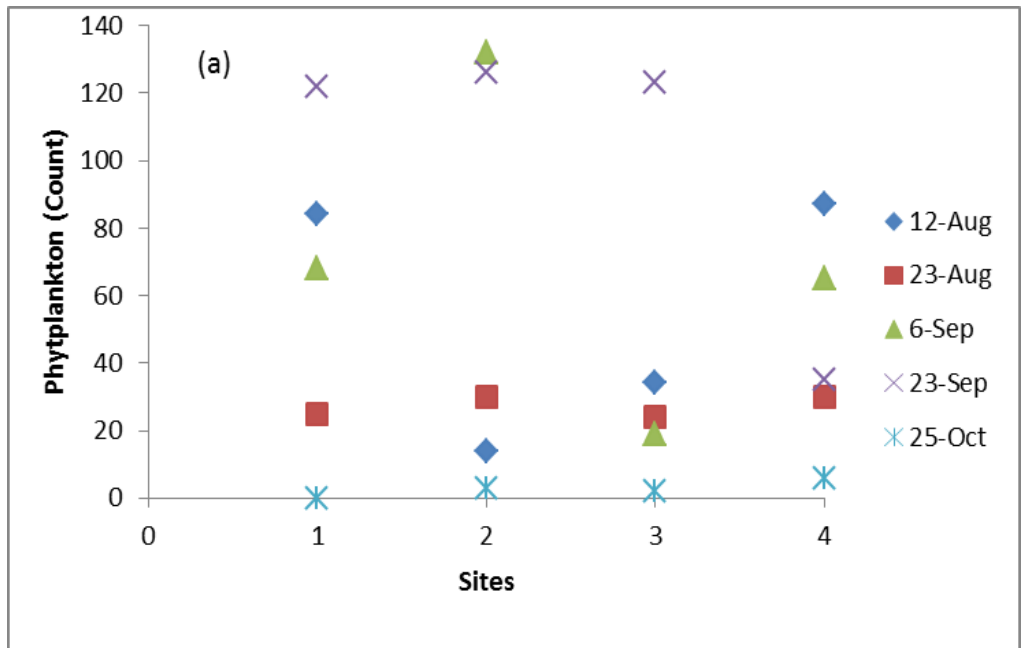 (a)
Phytplankton (Count)
140
120
100
80
60
40
20
0
0 1 2 3 4
Sites
12-Aug
23-Aug
6-Sep
23-Sep
25-Oct